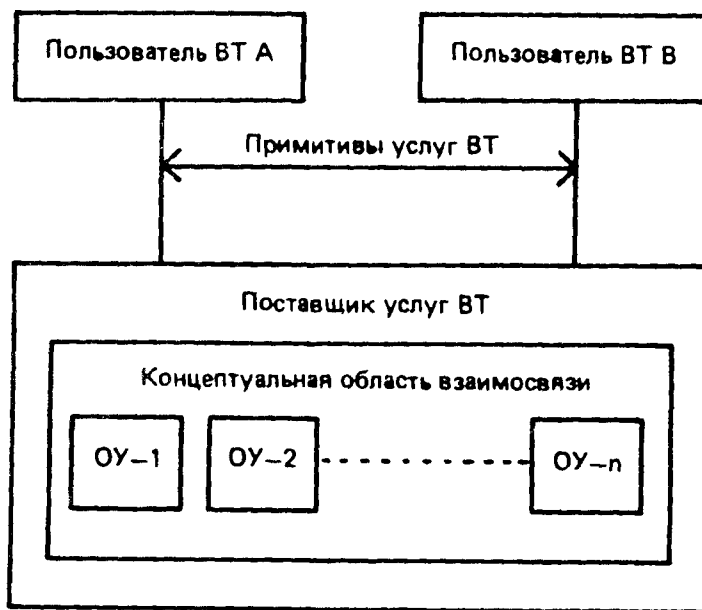 Пользователь ВТ А
Пользователь ВТ В
Примитивы услуг ВТ
Поставщик услуг ВТ
Концептуальная область взаимосвязи
ОУ—1
ОУ—2
ОУ—n